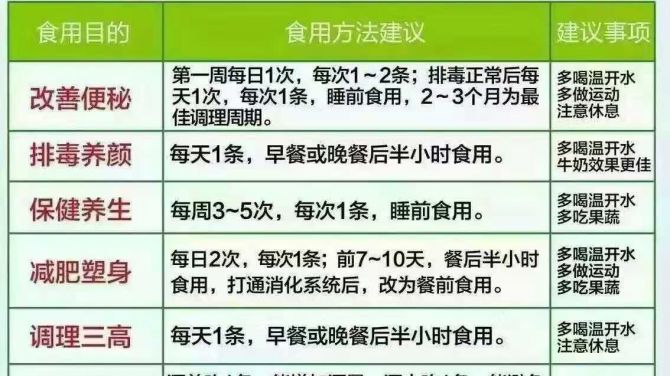 食用目的 食用方法建议 建议事项
改善便秘
第一周每日1次，每次1~2条；排毒正常后每
天1次，每次1条，睡前食用，2~3个月为最
佳调理周期。
多喝温开水
多做运动
注意休息
排毒养颜
每天1条，早餐或晚餐后半小时食用。
多喝温开水
牛奶效果更佳
保健养生
每周3~5次，每次1条，睡前食用。
多喝温开水
多吃果蔬
减肥塑身
每日2次，每次1条；前7~10天，餐后半小时
食用，打通消化系统后，改为餐前食用。
多喝温开水
多做运动
多吃果蔬
调理三高
每天1条，早餐或晚餐后半小时食用。
多喝温开水
注意休息